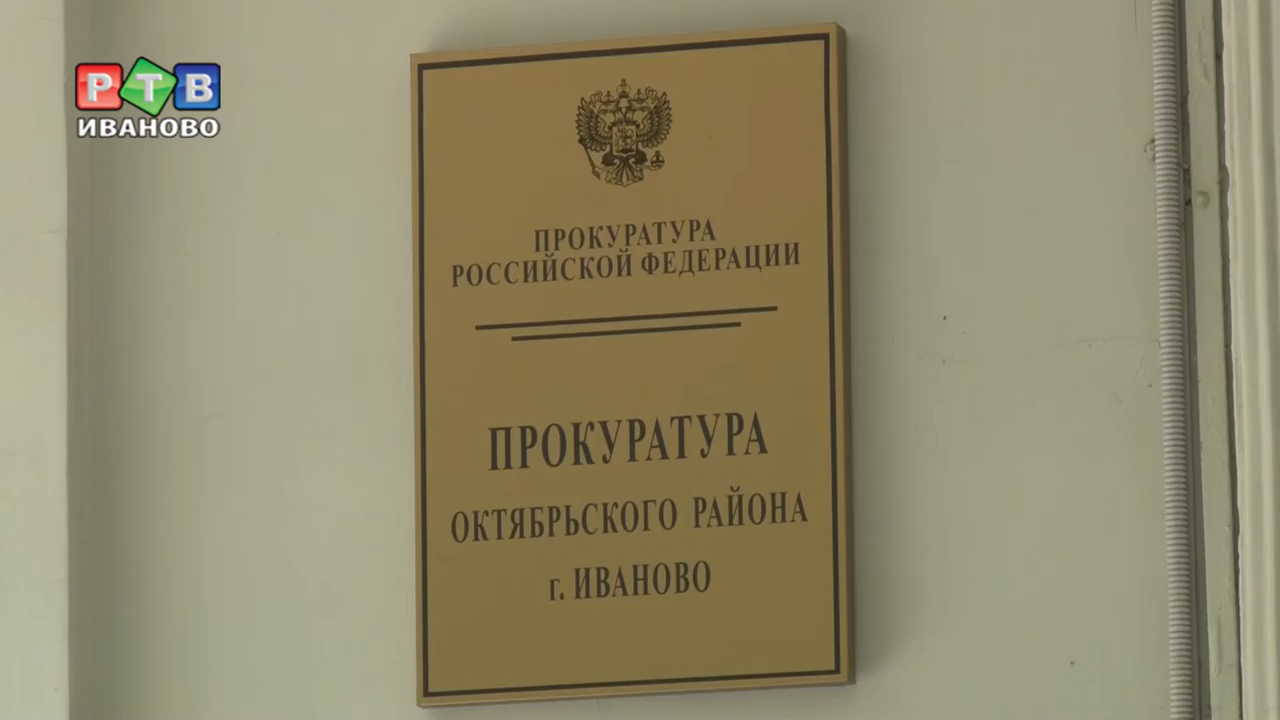 РТВ
ИВАНОВО
ПРОКУРАТУРА
РОССИЙСКОЙ ФЕДЕРАЦИИ
ПРОКУРАТУРА
ОКТЯБРЬСКОГО РАЙОНА
г. ИВАНОВО